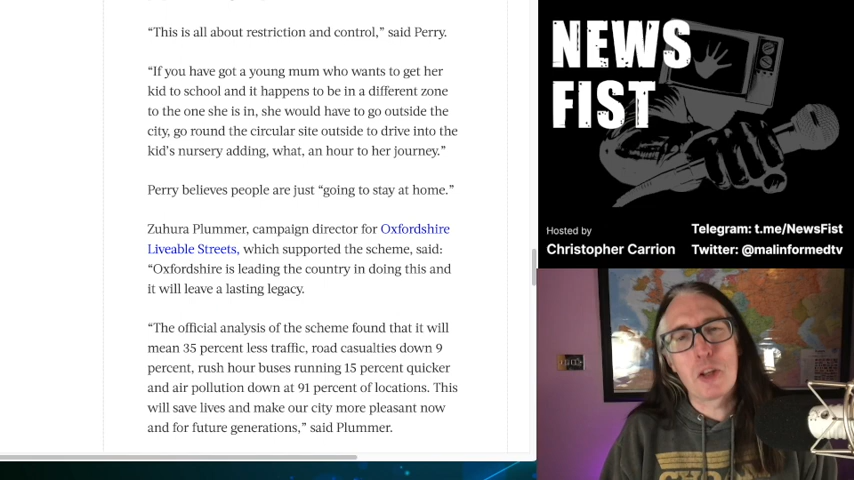 “This is all about restriction and control,” said Perry.
“If you have got a young mum who wants to get her
kid to school and it happens to be in a different zone
to the one she is in, she would have to go outside the
city, go round the circular site outside to drive into the
kid’s nursery adding, what, an hour to her journey.”
Perry believes people are just “going to stay at home.”
Zuhura Plummer, campaign director for Oxfordshire
Liveable Streets, which supported the scheme, said:
“Oxfordshire is leading the country in doing this and
it will leave a lasting legacy.
“The official analysis of the scheme found that it will
mean 35 percent less traffic, road casualties down 9
percent, rush hour buses running 15 percent quicker
and air pollution down at 91 percent of locations. This
will save lives and make our city more pleasant now
and for future generations,” said Plummer.
NEWS
FIST
Hosted by
Christopher Carrion
Telegram: t.me/NewsFist
Twitter: @malinformedtv